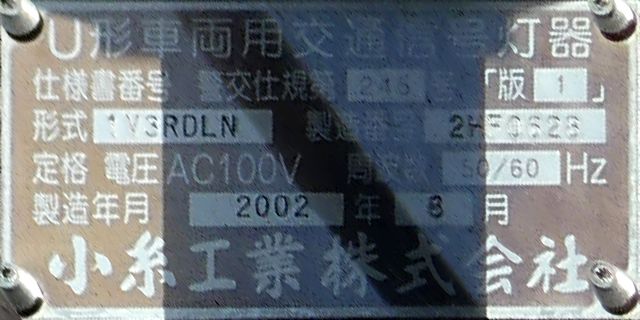 U形車両用交通信号灯器
仕様書番号 警交仕規第 245 号 「版 1 」
形式 1V3RDLN 製造番号 2HF0628
定格 電圧 AC100V 周波数 50/60 Hz
製造年月 2002 年 8 月
小糸工業株式会社